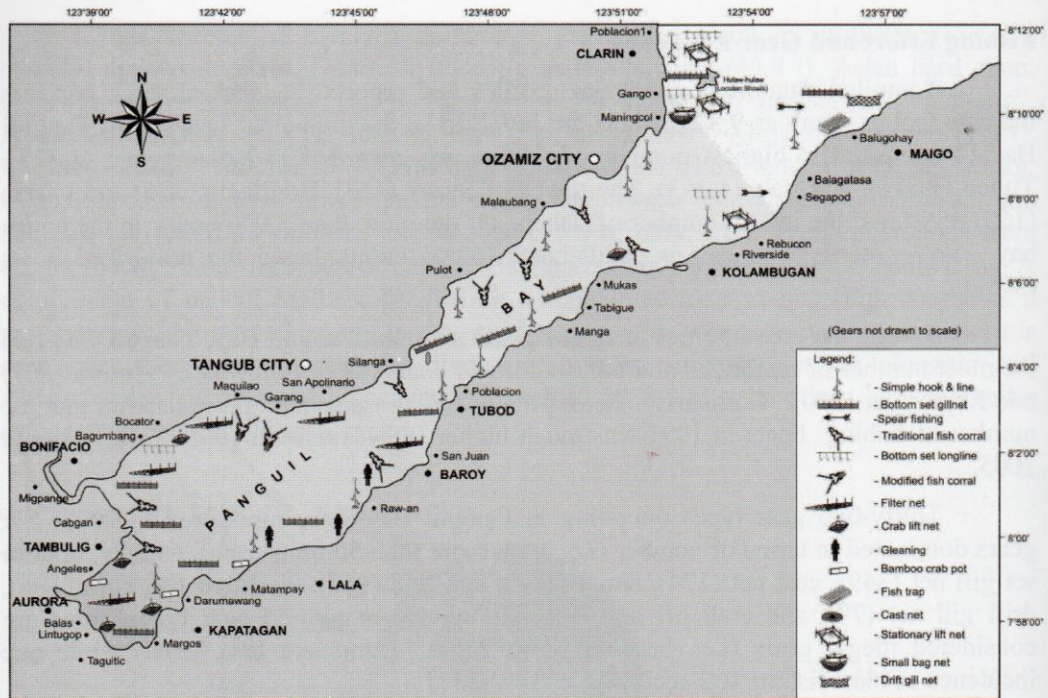 123°39'00"
123°42'00"
123°45'00"
123°48'00"
123°51'00"
123°54'00"
123°57'00"
8°12'00"
8°10'00"
8°8'00"
8°6'00"
8°4'00"
8°2'00"
8°0'00"
7°58'00"
N
W
E
S
Poblacion1
CLARIN
Gango
Maningcol
OZAMIZ CITY
Malaubang
Pulot
Balugohay
MAIGO
Balagatasa
Segapod
Rebucon
Riverside
KOLAMBUGAN
Mukas
Tabigue
Manga
PANGUIL BAY
TANGUB CITY
Silanga
San Apolinario
Maquilao
Garang
Bocator
Bagumbang
BONIFACIO
Migpange
Cabgan
TAMBULIG
Angeles
AURORA
Balas
Lintugop
Taguitic
Margos
KAPATAGAN
Darumawang
Matampay
LALA
Raw-an
BAROY
San Juan
TUBOD
Poblacion
(Gears not drawn to scale)
Legend:
- Simple hook & line
- Bottom set gillnet
- Spear fishing
- Traditional fish corral
- Bottom set longline
- Modified fish corral
- Filter net
- Crab lift net
- Gleaning
- Bamboo crab pot
- Fish trap
- Cast net
- Stationary lift net
- Small bag net
- Drift gill net